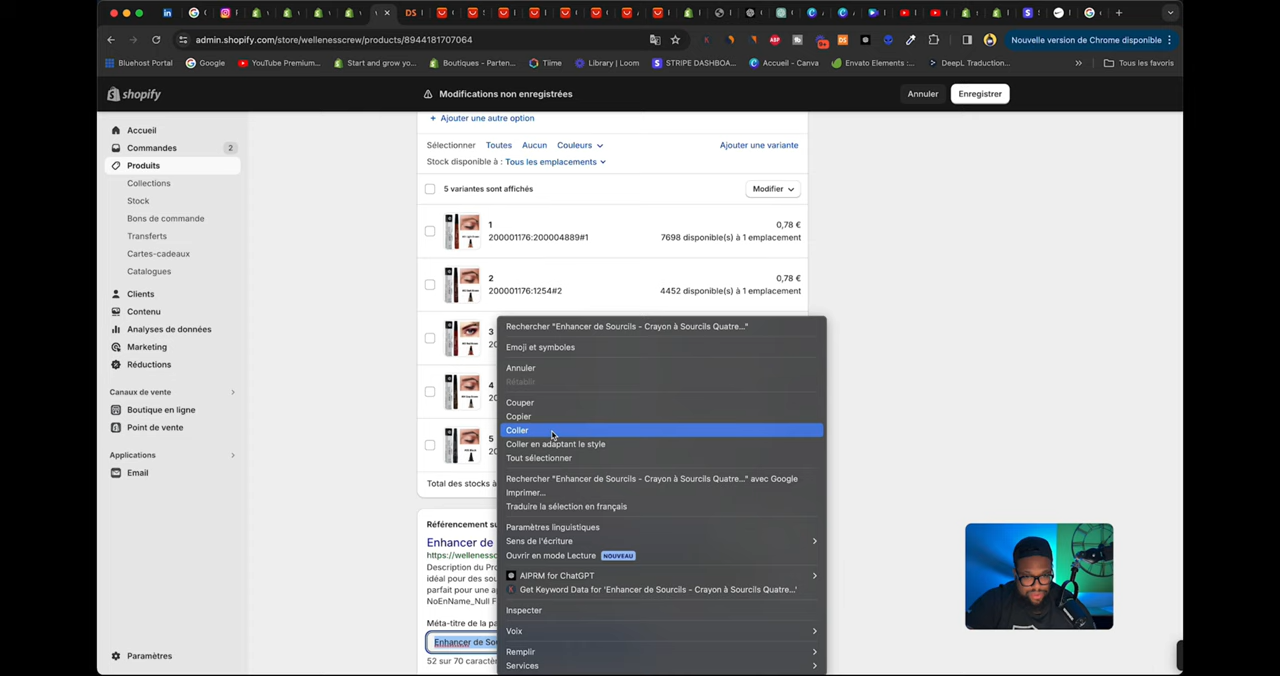 DS
admin.shopify.com/store/wellenesscrew/products/8944181707064
Nouvelle version de Chrome disponible
Bluehost Portal
Google
YouTube Premium...
Start and grow yo...
Boutiques - Parten...
Tiime
Library | Loom
STRIPE DASHBOA...
Accueil - Canva
Envato Elements :...
DeepL Traduction...
»
Tous les favoris
shopify
Modifications non enregistrées
Annuler
Enregistrer
Accueil
Commandes
2
Produits
Collections
Stock
Bons de commande
Transferts
Cartes-cadeaux
Catalogues
Clients
Contenu
Analyses de données
Marketing
Réductions
Canaux de vente
Boutique en ligne
Point de vente
Applications
Email
Paramètres
+ Ajouter une autre option
Sélectionner Toutes Aucun Couleurs
Ajouter une variante
Stock disponible à : Tous les emplacements
5 variantes sont affichés
Modifier
1
0,78 €
200001176:200004889#1
7698 disponible(s) à 1 emplacement
2
0,78 €
200001176:1254#2
4452 disponible(s) à 1 emplacement
3
4
5
Total des stocks à
Référencement su
Enhancer de
https://wellenessc
Description du Pro
idéal pour des sou
parfait pour une ap
NoEnName_Null F
Méta-titre de la pa
Enhancer de Sou
52 sur 70 caractè
Rechercher "Enhancer de Sourcils - Crayon à Sourcils Quatre..."
Emoji et symboles
Annuler
Rétablir
Couper
Copier
Coller
Coller en adaptant le style
Tout sélectionner
Rechercher "Enhancer de Sourcils - Crayon à Sourcils Quatre..." avec Google
Imprimer...
Traduire la sélection en français
Paramètres linguistiques
Sens de l'écriture
Ouvrir en mode Lecture NOUVEAU
AIPRM for ChatGPT
Get Keyword Data for 'Enhancer de Sourcils - Crayon à Sourcils Quatre...'
Inspecter
Voix
Remplir
Services